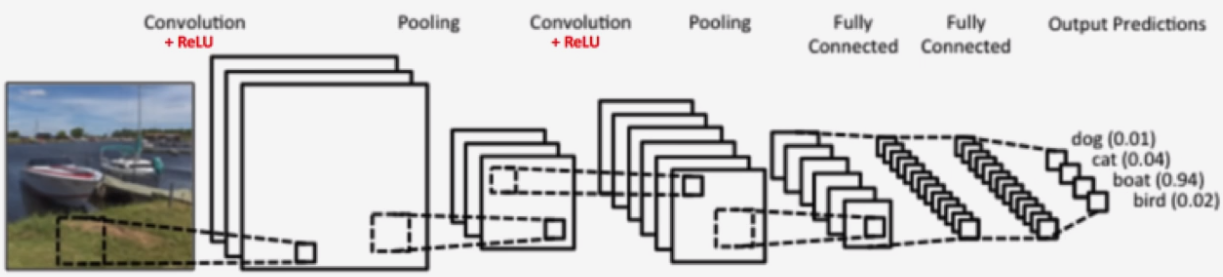 Convolution
+ ReLU
Pooling
Convolution
+ ReLU
Pooling
Fully
Connected
Fully
Connected
Output Predictions
dog (0.01)
cat (0.04)
boat (0.94)
bird (0.02)